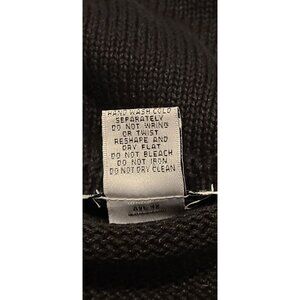 HAND WASH COLD
SEPARATELY
DO NOT WRING
OR TWIST
RESHAPE AND
DRY FLAT
DO NOT BLEACH
DO NOT IRON
DO NOT DRY CLEAN